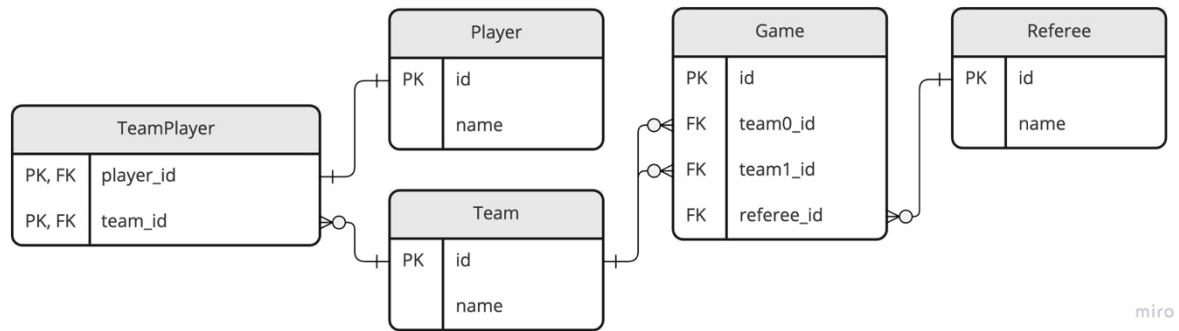 TeamPlayer
PK, FK player_id
PK, FK team_id
Player
PK id
name
Team
PK id
name
Game
PK id
FK team0_id
FK team1_id
FK referee_id
Referee
PK id
name
miro